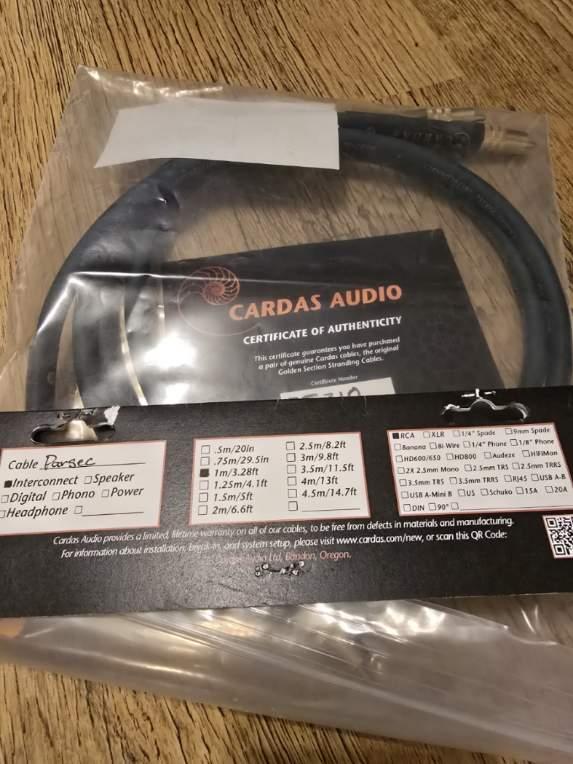 CARDAS
CARDAS AUDIO
CERTIFICATE OF AUTHENTICITY
This certificate guarantees you have purchased
a pair of genuine Cardas cables, the original
Golden Section Stranding Cables.
Certificate Number
Cable Parsec
■Interconnect □Speaker
□Digital □Phono □Power
□Headphone □
□.5m/20in
□.75m/29.5in
■1m/3.28ft
□1.25m/4.1ft
□1.5m/5ft
□2m/6.6ft
□2.5m/8.2ft
□3m/9.8ft
□3.5m/11.5ft
□4m/13ft
□4.5m/14.7ft
□
■RCA □XLR □1/4" Spade □9mm Spade
□Banana □Bi-Wire □1/4" Phone □1/8" Phone
□HD600/650 □HD800 □Audeze □HiFiMan
□2X 2.5mm Mono □2.5mm TRS □2.5mm TRRS
□3.5mm TRS □3.5mm TRRS □RJ45 □USB A-B
□USB A-Mini B □US □Schuko □15A □20A
□DIN □90° □
Cardas Audio provides a limited, lifetime warranty on all of our cables, to be free from defects in materials and manufacturing.
For information about installation, break-in, and system setup, please visit www.cardas.com/new, or scan this QR Code:
Cardas Audio Ltd, Bandon, Oregon.